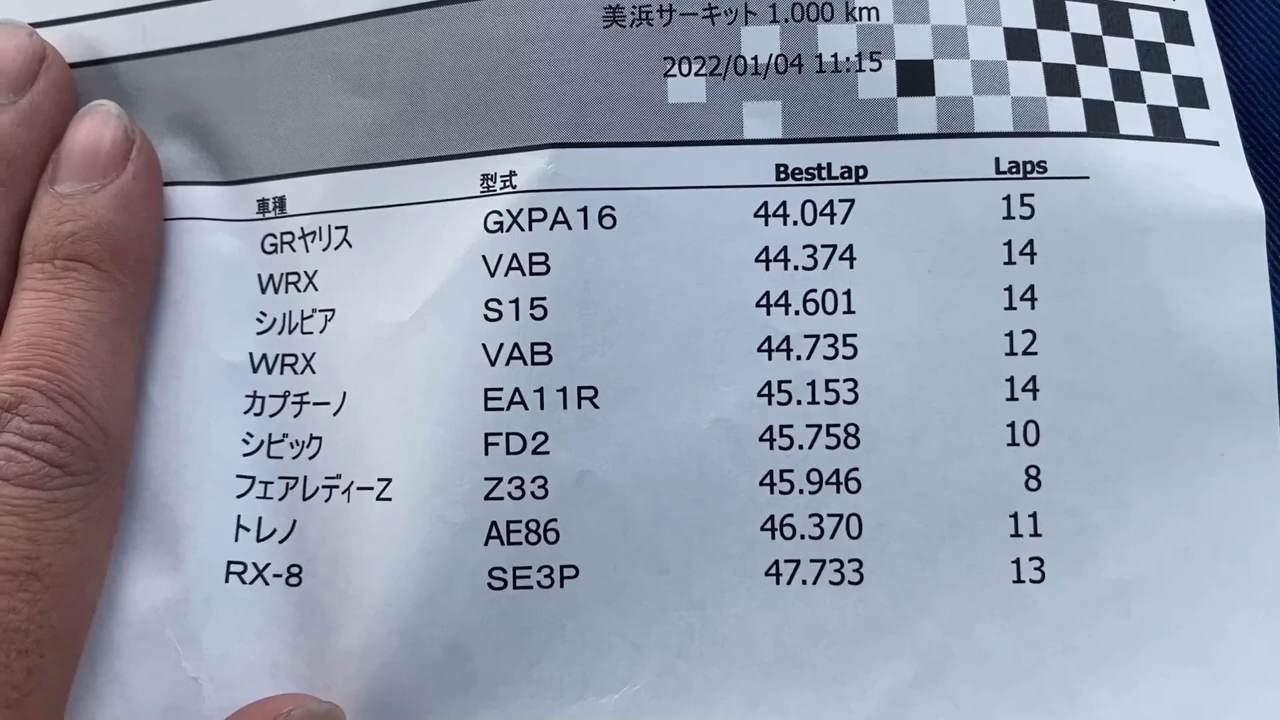 美浜サーキット 1.000 km
2022/01/04 11:15
車種 型式 BestLap Laps
GRヤリス GXPA16 44.047 15
WRX VAB 44.374 14
シルビア S15 44.601 14
WRX VAB 44.735 12
カプチーノ EA11R 45.153 14
シビック FD2 45.758 10
フェアレディーZ Z33 45.946 8
トレノ AE86 46.370 11
RX-8 SE3P 47.733 13